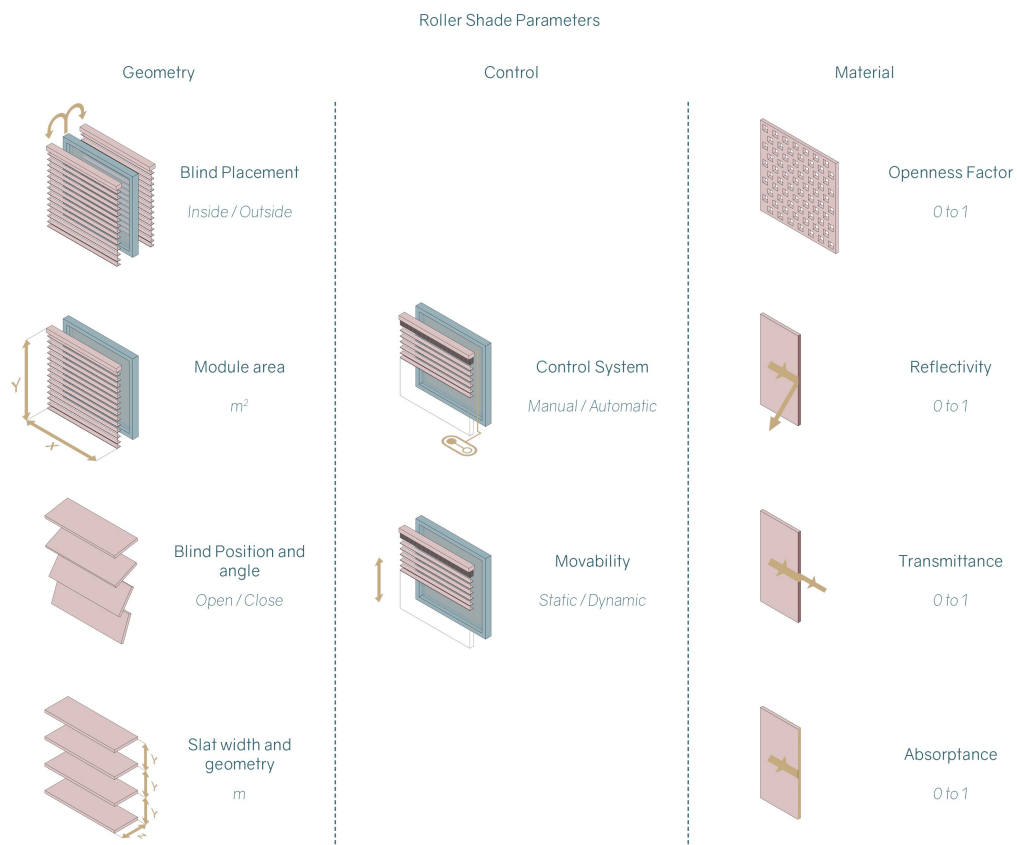 Roller Shade Parameters
Geometry
Blind Placement
Inside / Outside
Y
X
Module area
m²
Blind Position and
angle
Open / Close
Y
Y
Y
Z
Slat width and
geometry
m
Control
Control System
Manual / Automatic
Movability
Static / Dynamic
Material
Openness Factor
0 to 1
Reflectivity
0 to 1
Transmittance
0 to 1
Absorptance
0 to 1